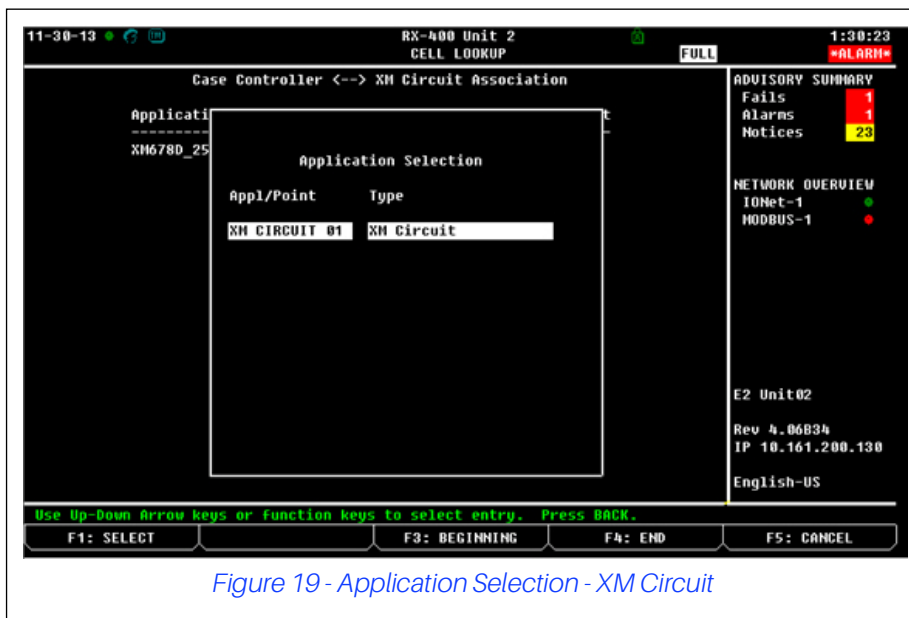 11-30-13 RX-400 Unit 2 1:30:23
CELL LOOKUP FULL *ALARM*
Case Controller <--> XM Circuit Association
ADVISORY SUMMARY
Fails 1
Alarms 1
Notices 23
Applicati t
XM678D_25
Application Selection
Appl/Point Type
XM CIRCUIT 01 XM Circuit
NETWORK OVERVIEW
IONet-1
MODBUS-1
E2 Unit02
Rev 4.06B34
IP 10.161.200.130
English-US
Use Up-Down Arrow keys or function keys to select entry. Press BACK.
F1: SELECT F3: BEGINNING F4: END F5: CANCEL
Figure 19 - Application Selection - XM Circuit